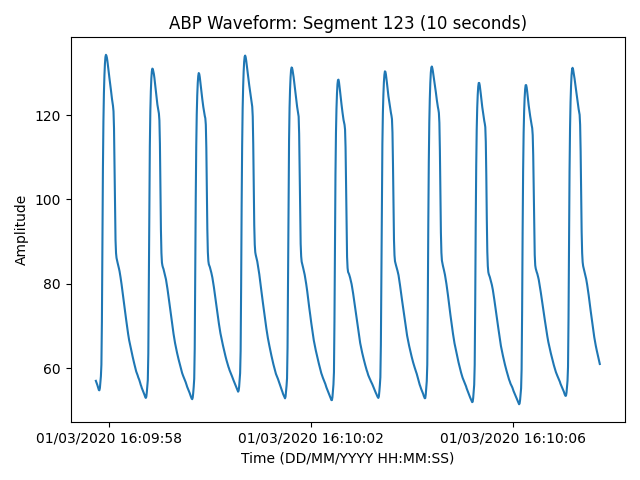 ABP Waveform: Segment 123 (10 seconds)
Amplitude
120
100
80
60
01/03/2020 16:09:58 01/03/2020 16:10:02 01/03/2020 16:10:06
Time (DD/MM/YYYY HH:MM:SS)